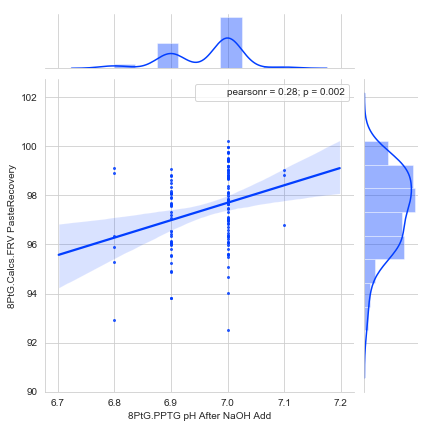 pearsonr = 0.28; p = 0.002
102
100
98
96
94
92
90
8PtG.Calcs.FRV PasteRecovery
6.7 6.8 6.9 7.0 7.1 7.2
8PtG.PPTG pH After NaOH Add